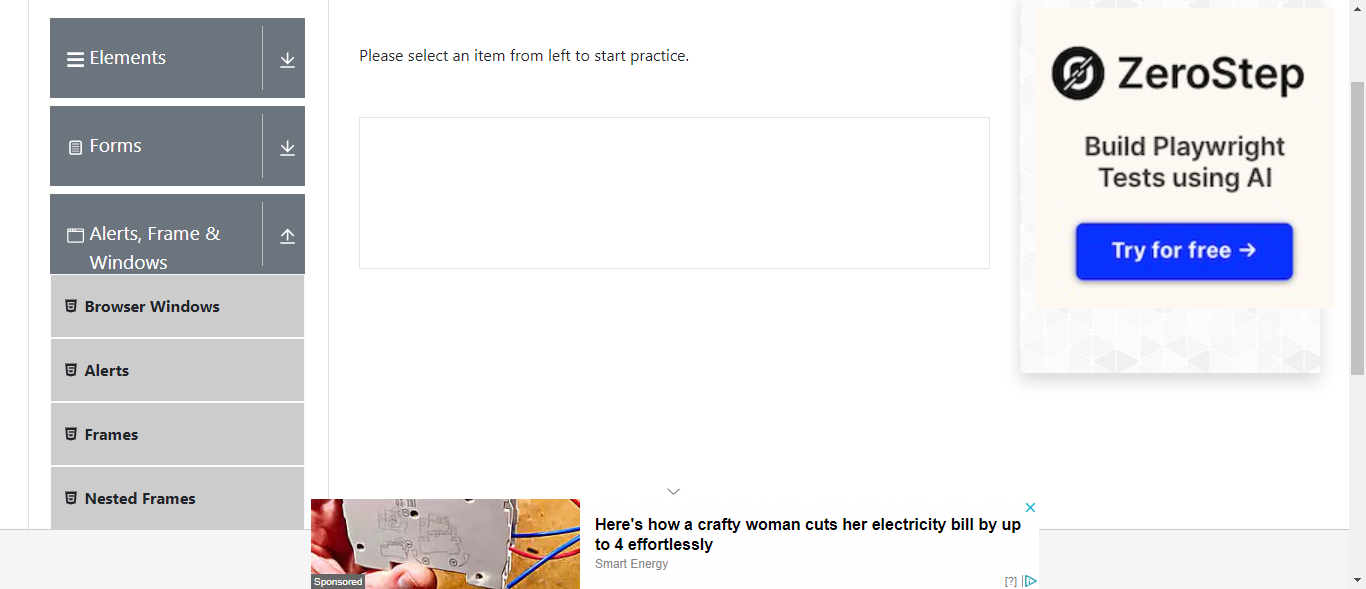 Elements
Forms
Alerts, Frame &
Windows
Browser Windows
Alerts
Frames
Nested Frames
Please select an item from left to start practice.
ZeroStep
Build Playwright
Tests using AI
Try for free →
Here's how a crafty woman cuts her electricity bill by up
to 4 effortlessly
Smart Energy
Sponsored
[?]